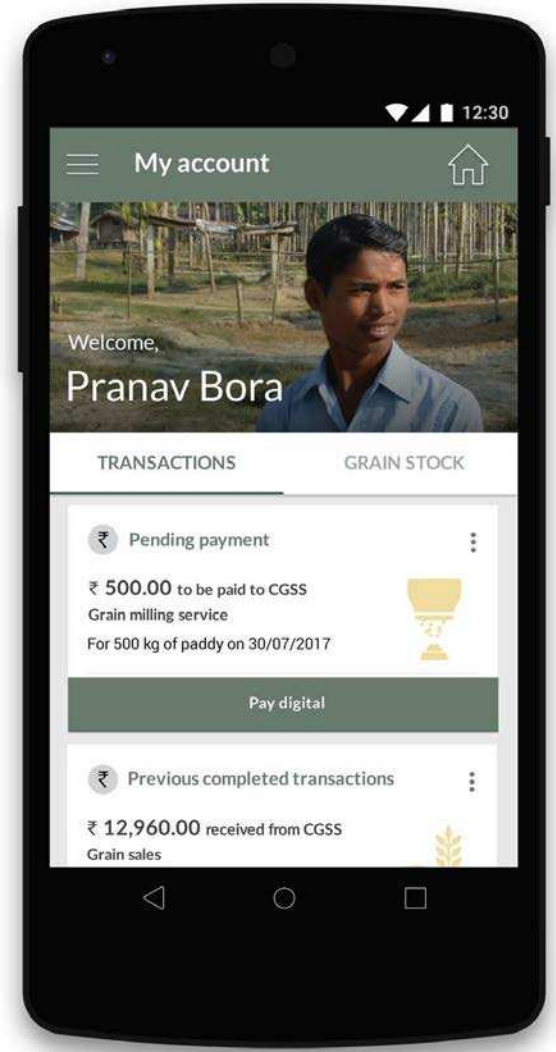 12:30
My account
Welcome,
Pranav Bora
TRANSACTIONS GRAIN STOCK
₹ Pending payment
₹ 500.00 to be paid to CGSS
Grain milling service
For 500 kg of paddy on 30/07/2017
Pay digital
₹ Previous completed transactions
₹ 12,960.00 received from CGSS
Grain sales